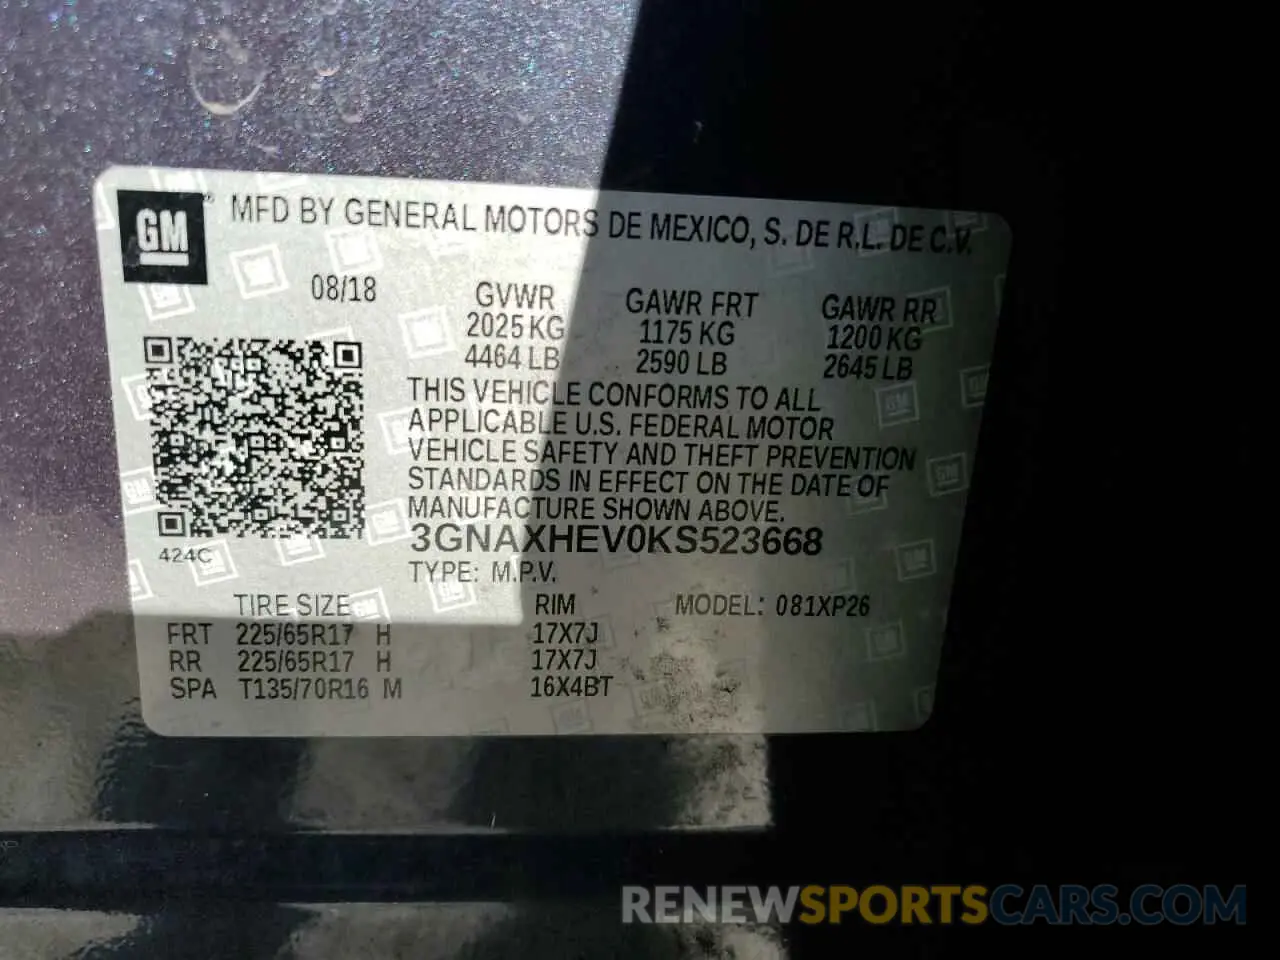 GM ® MFD BY GENERAL MOTORS DE MEXICO, S. DE R.L. DE C.V.
08/18 GVWR GAWR FRT GAWR RR
2025 KG 1175 KG 1200 KG
4464 LB 2590 LB 2645 LB
THIS VEHICLE CONFORMS TO ALL
APPLICABLE U.S. FEDERAL MOTOR
VEHICLE SAFETY AND THEFT PREVENTION
STANDARDS IN EFFECT ON THE DATE OF
MANUFACTURE SHOWN ABOVE.
3GNAXHEV0KS523668
424C
TYPE: M.P.V.
TIRE SIZE RIM MODEL: 081XP26
FRT 225/65R17 H 17X7J
RR 225/65R17 H 17X7J
SPA T135/70R16 M 16X4BT
RENEWSPORTSCARS.COM